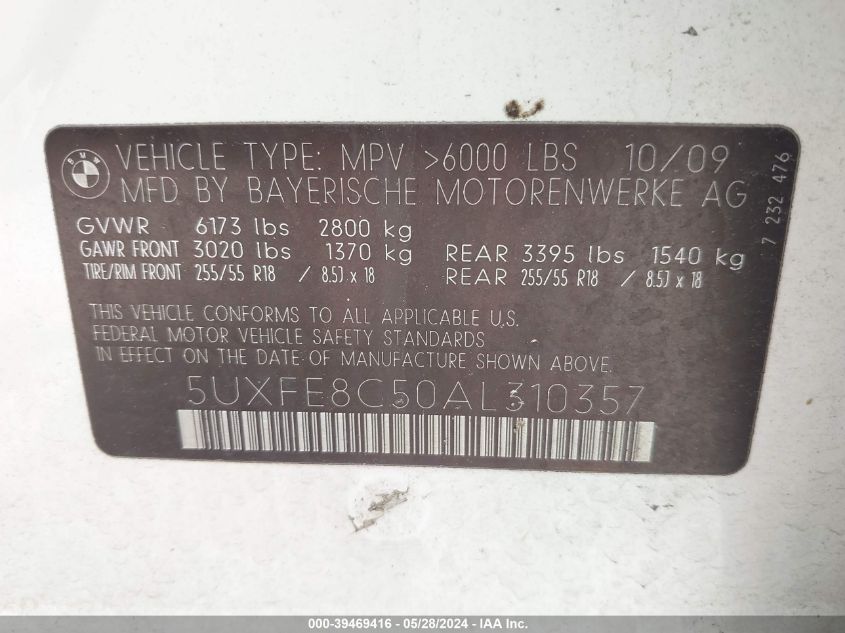 BMW
VEHICLE TYPE: MPV >6000 LBS 10/09
MFD BY BAYERISCHE MOTORENWERKE AG
7 232 476
GVWR 6173 lbs 2800 kg
GAWR FRONT 3020 lbs 1370 kg REAR 3395 lbs 1540 kg
TIRE/RIM FRONT 255/55 R18 / 8.5J x 18 REAR 255/55 R18 / 8.5J x 18
THIS VEHICLE CONFORMS TO ALL APPLICABLE U.S.
FEDERAL MOTOR VEHICLE SAFETY STANDARDS
IN EFFECT ON THE DATE OF MANUFACTURE SHOWN ABOVE.
5UXFE8C50AL310357
000-39469416 - 05/28/2024 - IAA Inc.